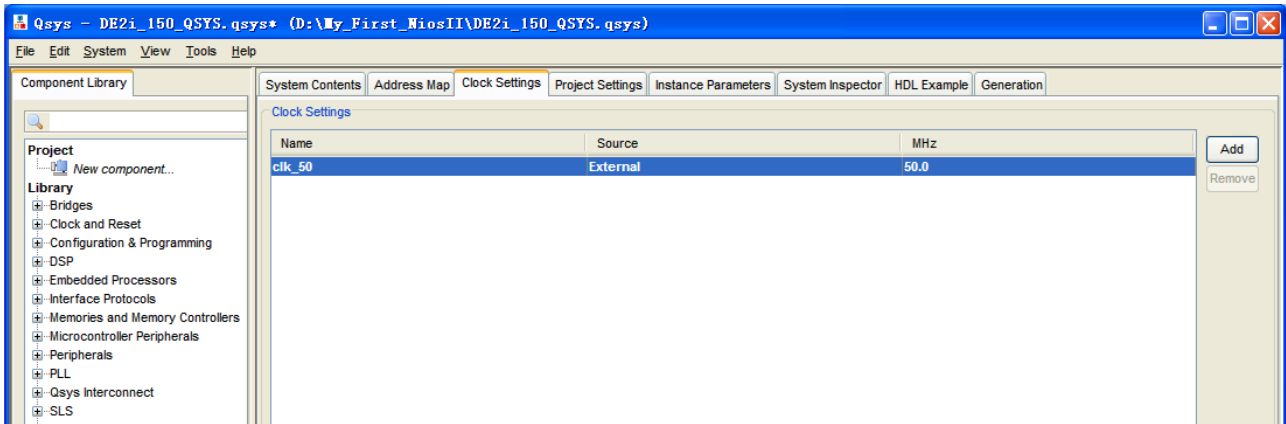 Qsys - DE2i_150_QSYS.qsys* (D:\My_First_NiosII\DE2i_150_QSYS.qsys)
File Edit System View Tools Help
Component Library
System Contents Address Map Clock Settings Project Settings Instance Parameters System Inspector HDL Example Generation
Clock Settings
Name Source MHz
Add
clk_50 External 50.0
Remove
Project
New component...
Library
Bridges
Clock and Reset
Configuration & Programming
DSP
Embedded Processors
Interface Protocols
Memories and Memory Controllers
Microcontroller Peripherals
Peripherals
PLL
Qsys Interconnect
SLS